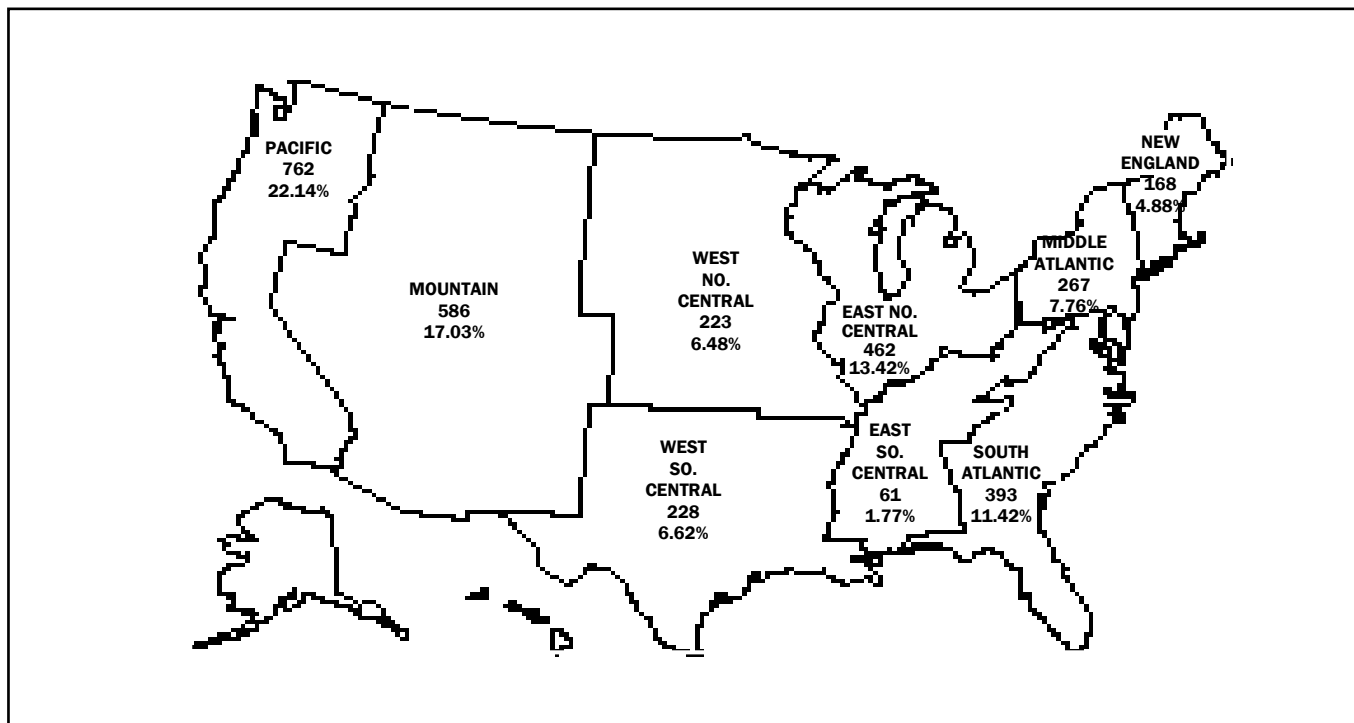 PACIFIC
762
22.14%
MOUNTAIN
586
17.03%
WEST
NO.
CENTRAL
223
6.48%
WEST
SO.
CENTRAL
228
6.62%
EAST NO.
CENTRAL
462
13.42%
EAST
SO.
CENTRAL
61
1.77%
SOUTH
ATLANTIC
393
11.42%
MIDDLE
ATLANTIC
267
7.76%
NEW
ENGLAND
168
4.88%